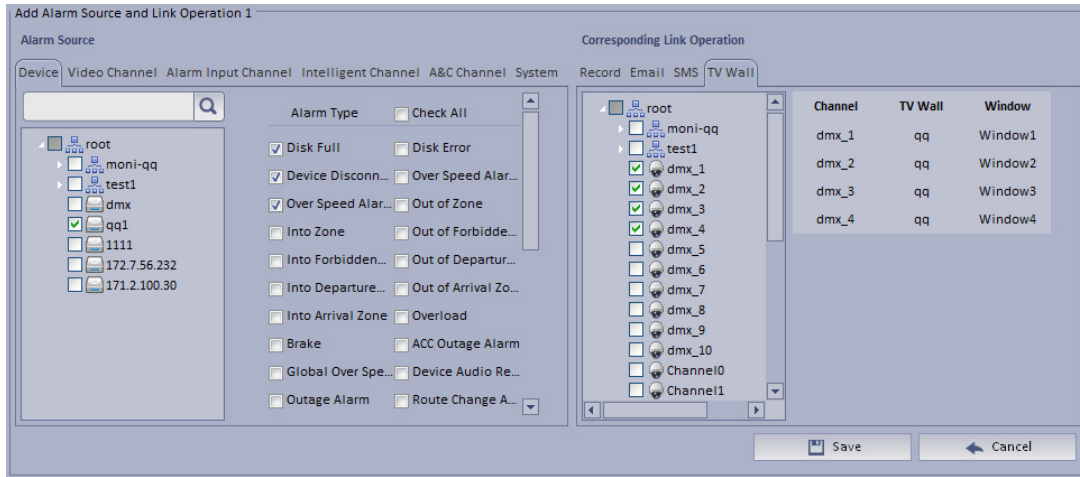 Add Alarm Source and Link Operation 1
Alarm Source
Device Video Channel Alarm Input Channel Intelligent Channel A&C Channel System
root
moni-qq
test1
dmx
qq1
1111
172.7.56.232
171.2.100.30
Alarm Type Check All
Disk Full Disk Error
Device Disconn... Over Speed Alar...
Over Speed Alar... Out of Zone
Into Zone Out of Forbidde...
Into Forbidden... Out of Departur...
Into Departure... Out of Arrival Zo...
Into Arrival Zone Overload
Brake ACC Outage Alarm
Global Over Spe... Device Audio Re...
Outage Alarm Route Change A...
Corresponding Link Operation
Record Email SMS TV Wall
root
moni-qq
test1
dmx_1
dmx_2
dmx_3
dmx_4
dmx_5
dmx_6
dmx_7
dmx_8
dmx_9
dmx_10
Channel0
Channel1
Channel TV Wall Window
dmx_1 qq Window1
dmx_2 qq Window2
dmx_3 qq Window3
dmx_4 qq Window4
Save Cancel